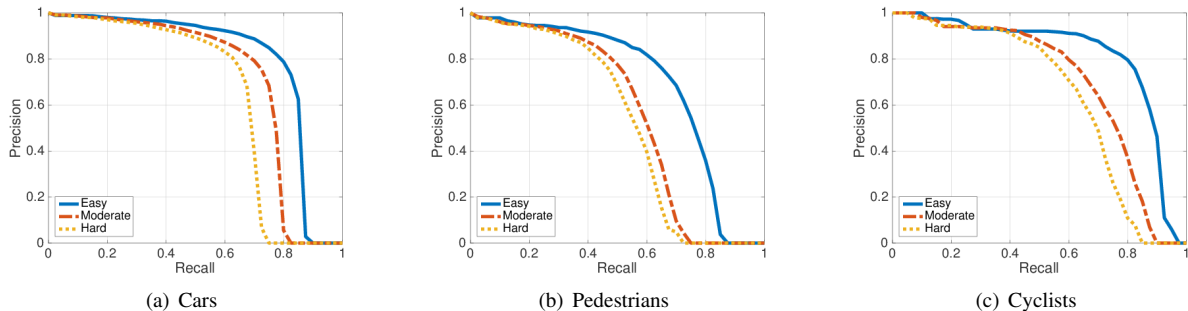 1
0.8
0.6
0.4
0.2
0
Precision
Easy
Moderate
Hard
0 0.2 0.4 0.6 0.8 1
Recall
(a) Cars
1
0.8
0.6
0.4
0.2
0
Precision
Easy
Moderate
Hard
0 0.2 0.4 0.6 0.8 1
Recall
(b) Pedestrians
1
0.8
0.6
0.4
0.2
0
Precision
Easy
Moderate
Hard
0 0.2 0.4 0.6 0.8 1
Recall
(c) Cyclists